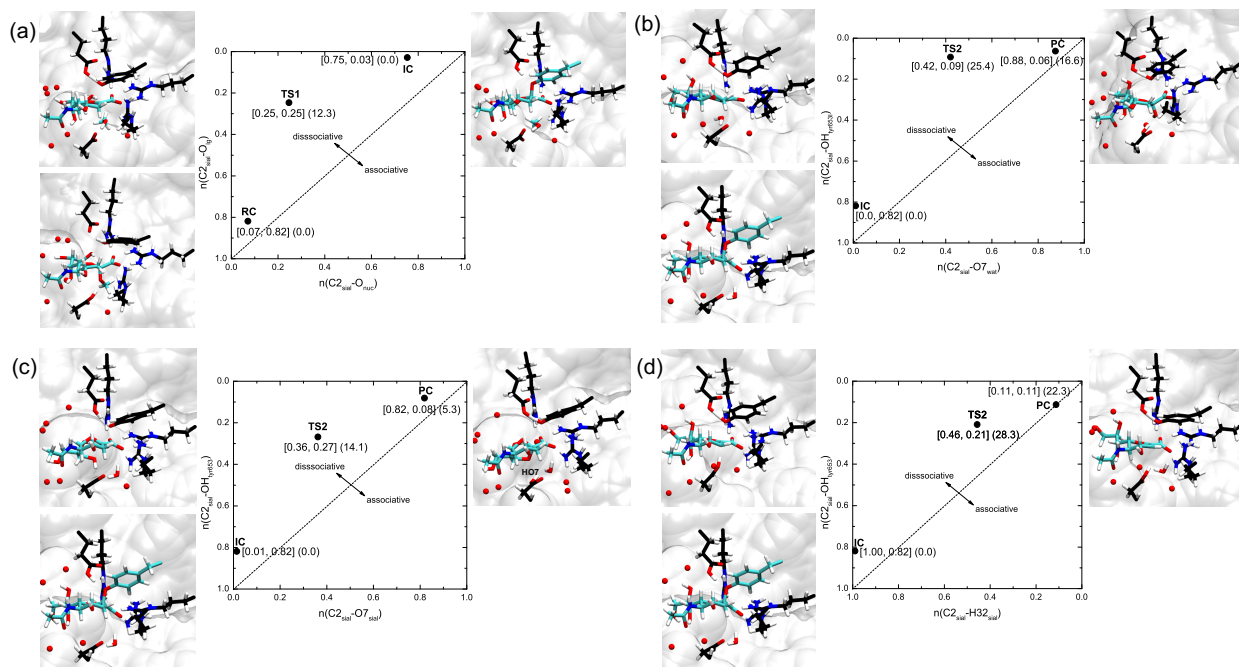 (a)
0.0
0.2
0.4
0.6
0.8
1.0
n(C2sial-Olg)
[0.75, 0.03] (0.0)
IC
TS1
[0.25, 0.25] (12.3)
disssociative
associative
RC
[0.07, 0.82] (0.0)
0.0 0.2 0.4 0.6 0.8 1.0
n(C2sial-Onuc)
(b)
0.0
0.2
0.4
0.6
0.8
1.0
n(C2sial-OHtyr653)
TS2
[0.42, 0.09] (25.4)
PC
[0.88, 0.06] (16.6)
disssociative
associative
IC
[0.0, 0.82] (0.0)
0.0 0.2 0.4 0.6 0.8 1.0
n(C2sial-O7wat)
(c)
0.0
0.2
0.4
0.6
0.8
1.0
n(C2sial-OHtyr653)
PC
[0.82, 0.08] (5.3)
TS2
[0.36, 0.27] (14.1)
disssociative
associative
IC
[0.01, 0.82] (0.0)
0.0 0.2 0.4 0.6 0.8 1.0
n(C2sial-O7sial)
HO7
(d)
0.0
0.2
0.4
0.6
0.8
1.0
n(C2sial-OHtyr653)
[0.11, 0.11] (22.3)
PC
TS2
[0.46, 0.21] (28.3)
disssociative
associative
IC
[1.00, 0.82] (0.0)
1.0 0.8 0.6 0.4 0.2 0.0
n(C2sial-H32sial)